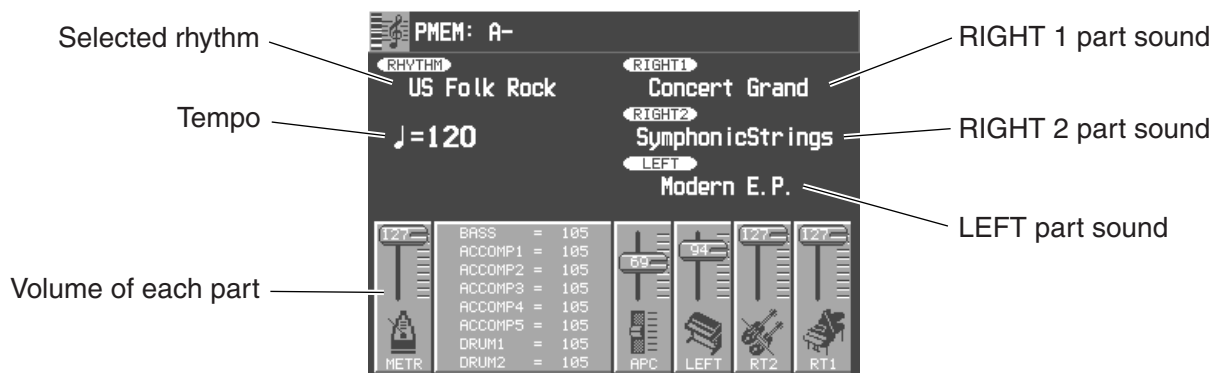 PMEM: A-
Selected rhythm
RHYTHM
US Folk Rock
Tempo
♩=120
Volume of each part
RIGHT1
Concert Grand
RIGHT 1 part sound
RIGHT2
SymphonicStrings
RIGHT 2 part sound
LEFT
Modern E.P.
LEFT part sound
127
METR
BASS = 105
ACCOMP1 = 105
ACCOMP2 = 105
ACCOMP3 = 105
ACCOMP4 = 105
ACCOMP5 = 105
DRUM1 = 105
DRUM2 = 105
69
APC
94
LEFT
127
RT2
127
RT1